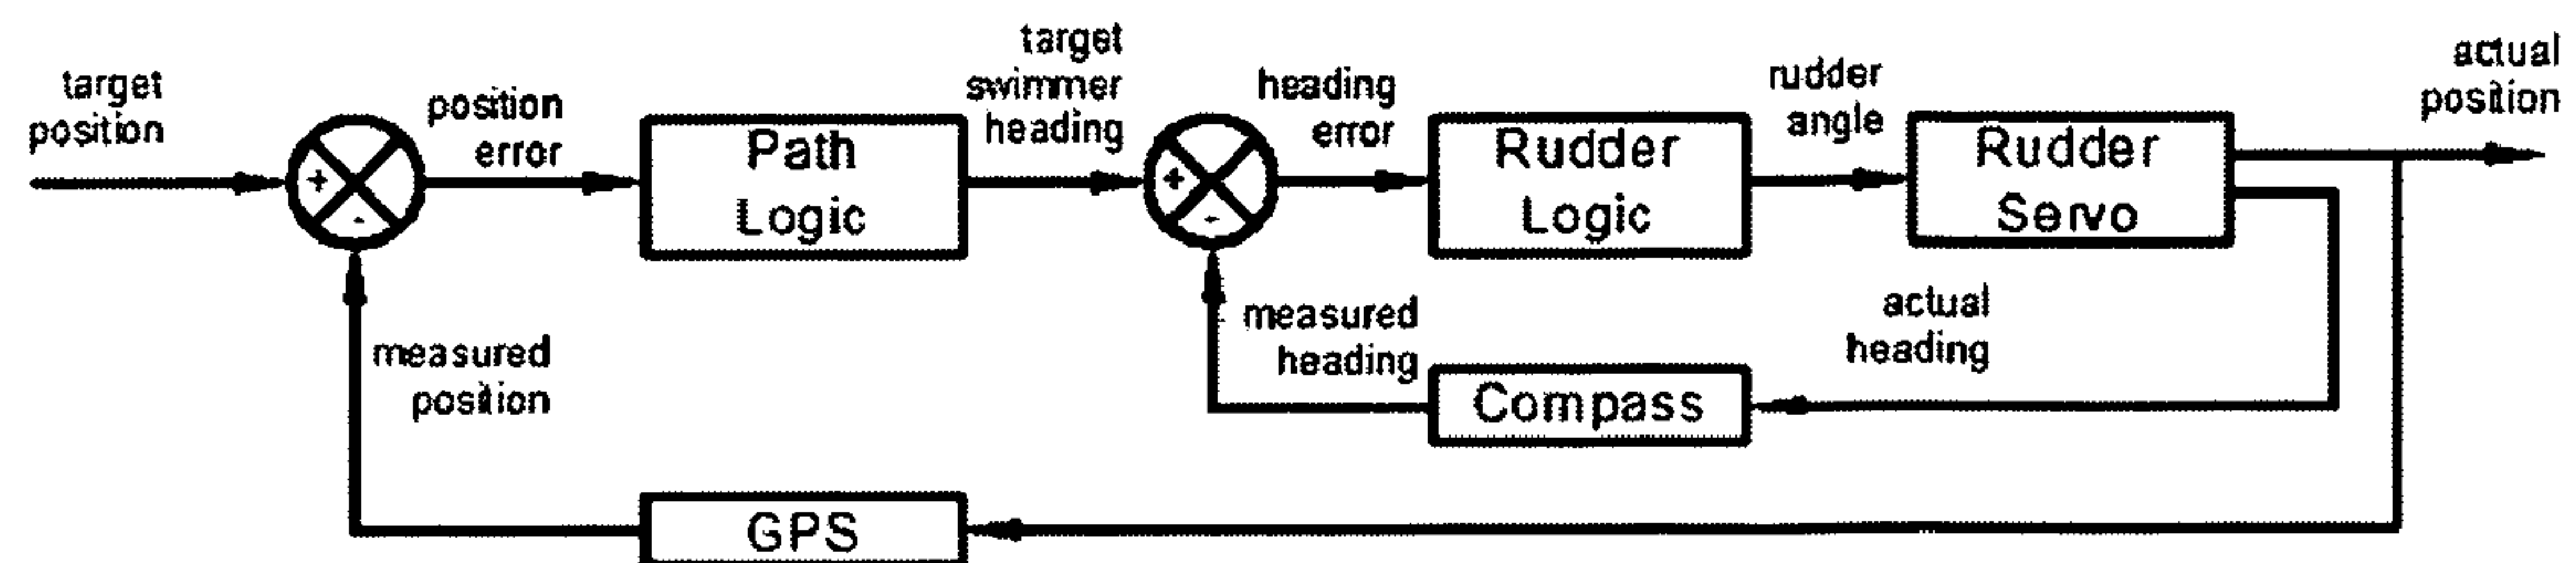 target
position
+
-
position
error
Path
Logic
target
swimmer
heading
+
-
heading
error
Rudder
Logic
rudder
angle
Rudder
Servo
actual
position
measured
position
measured
heading
Compass
actual
heading
GPS